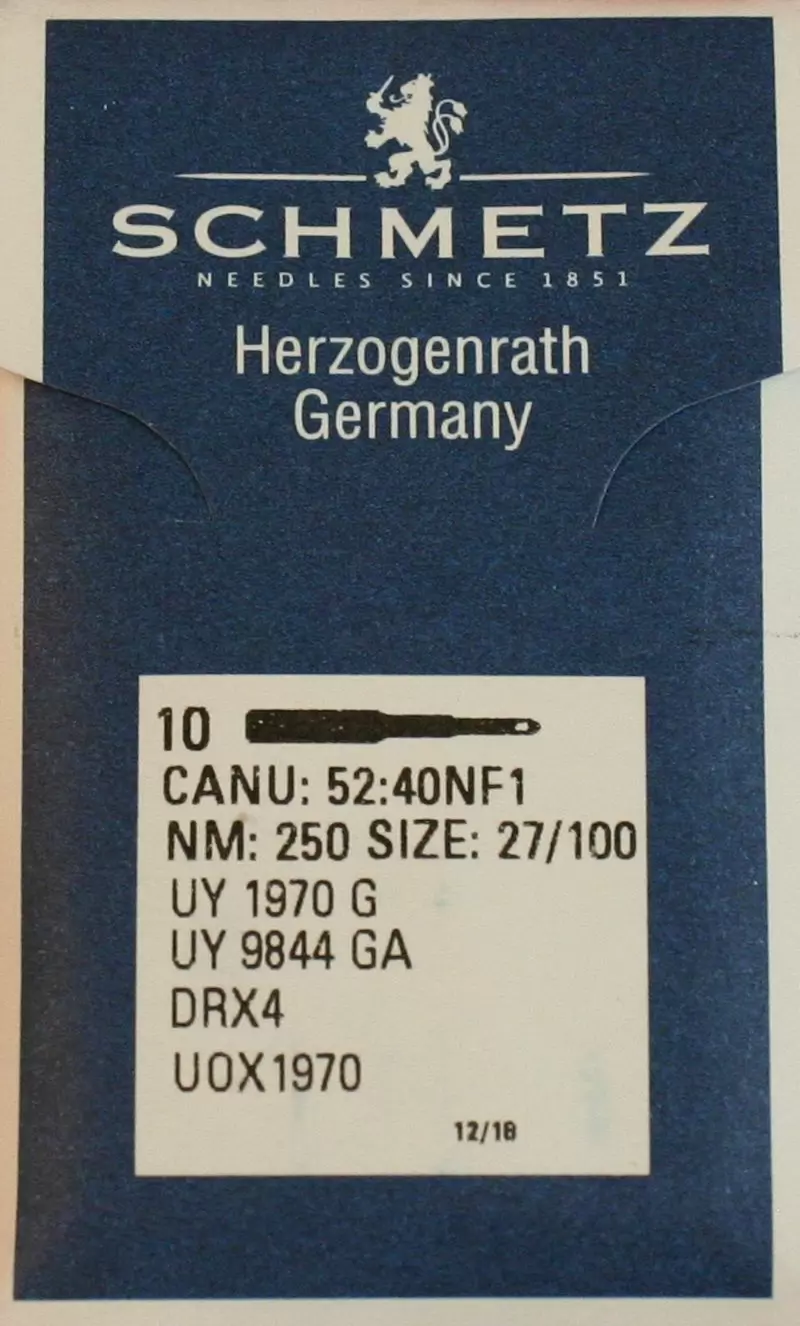 SCHMETZ
NEEDLES SINCE 1851
Herzogenrath
Germany
10
CANU: 52:40NF1
NM: 250 SIZE: 27/100
UY 1970 G
UY 9844 GA
DRX4
UOX1970
12/18